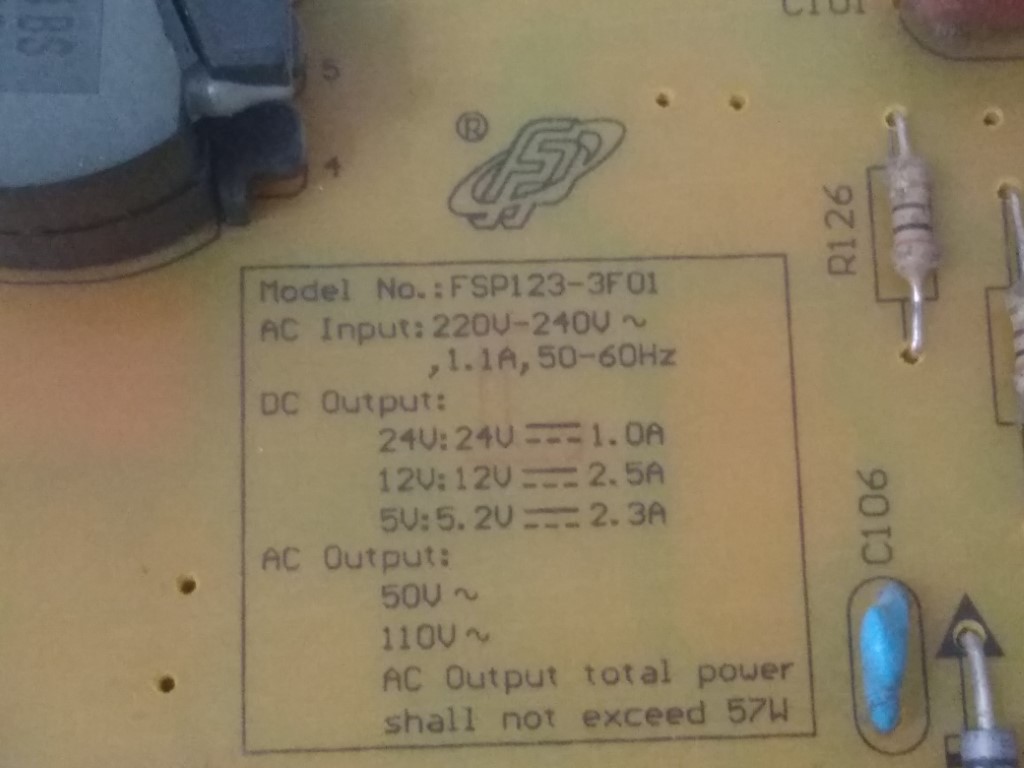 C101
BS
5
4
® FSP
R126
Model No.:FSP123-3F01
AC Input:220V-240V~
,1.1A,50-60Hz
DC Output:
24V:24V⎓1.0A
12V:12V⎓2.5A
5V:5.2V⎓2.3A
C106
AC Output:
50V~
110V~
AC Output total power
shall not exceed 57W